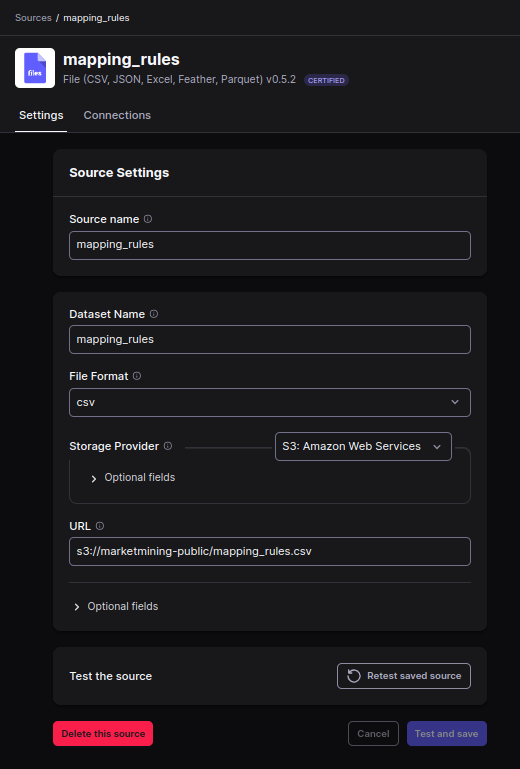 Sources / mapping_rules
files
mapping_rules
File (CSV, JSON, Excel, Feather, Parquet) v0.5.2 CERTIFIED
Settings Connections
Source Settings
Source name
mapping_rules
Dataset Name
mapping_rules
File Format
csv
Storage Provider S3: Amazon Web Services
Optional fields
URL
s3://marketmining-public/mapping_rules.csv
Optional fields
Test the source Retest saved source
Delete this source Cancel Test and save